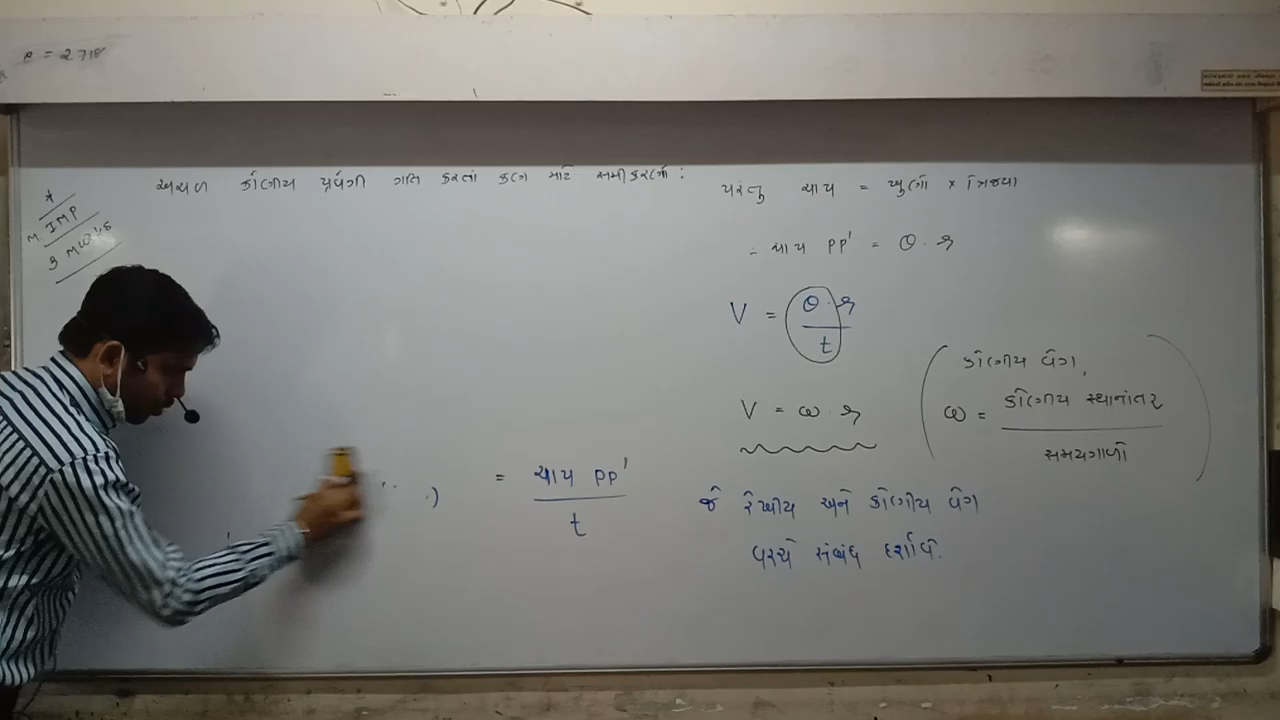 e = 2.718
* IMP
3 માર્ક્સ
અચળ કોણીય પ્રવેગી ગતિ કરતાં કણ માટે સમીકરણો :
= ચાપ PP' / t
પરંતુ ચાપ = ખૂણો × ત્રિજ્યા
∴ ચાપ PP' = θ · r
V = θ · r / t
V = ω · r
( કોણીય વેગ,
ω = કોણીય સ્થાનાંતર / સમયગાળો )
જે રેખીય અને કોણીય વેગ
વચ્ચે સંબંધ દર્શાવે.